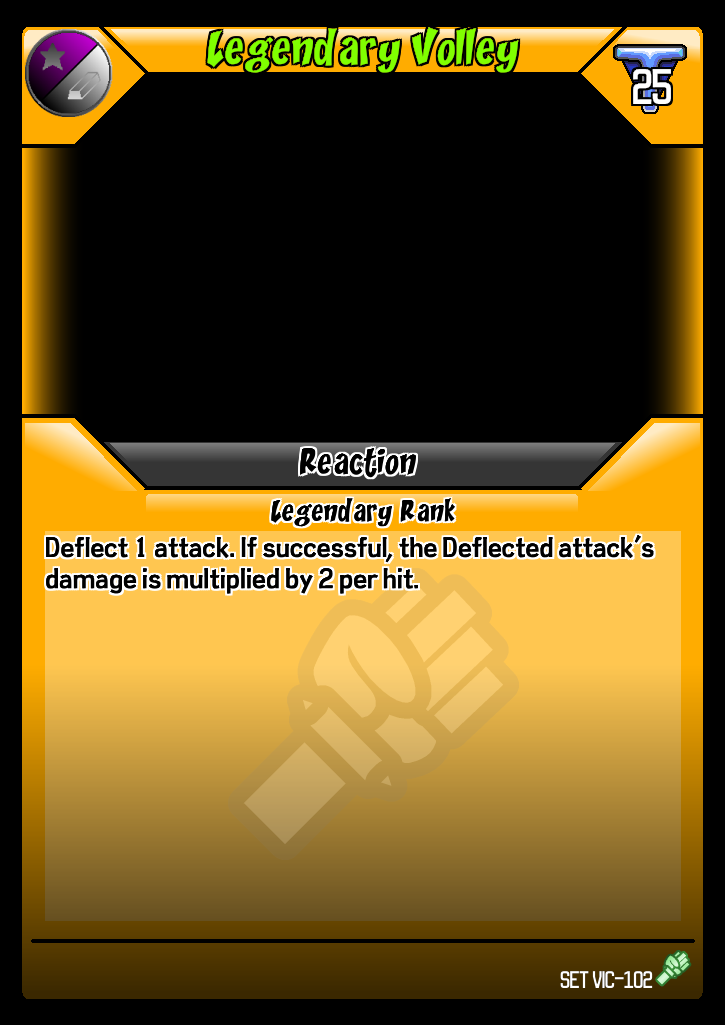 Legendary Volley
25
Reaction
Legendary Rank
Deflect 1 attack. If successful, the Deflected attack's
damage is multiplied by 2 per hit.
SET VIC-102